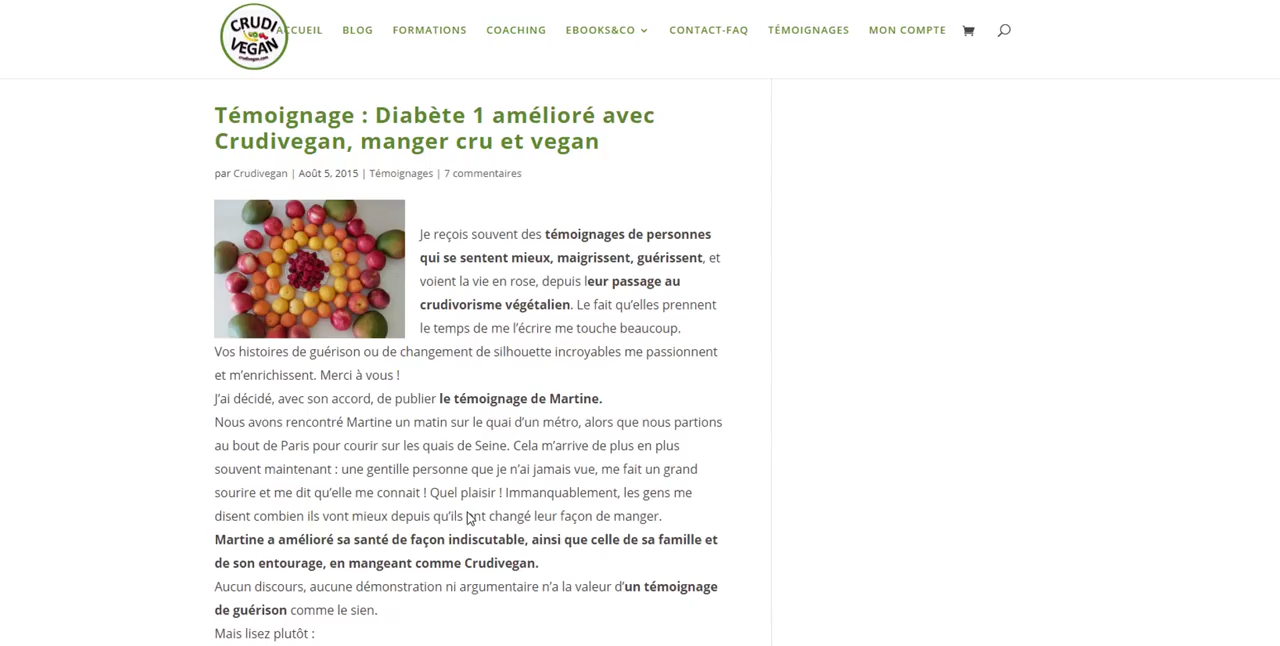 CRUDI
VEGAN
crudivegan.com
ACCUEIL BLOG FORMATIONS COACHING EBOOKS&CO CONTACT-FAQ TÉMOIGNAGES MON COMPTE
Témoignage : Diabète 1 amélioré avec
Crudivegan, manger cru et vegan
par Crudivegan | Août 5, 2015 | Témoignages | 7 commentaires
Je reçois souvent des témoignages de personnes
qui se sentent mieux, maigrissent, guérissent, et
voient la vie en rose, depuis leur passage au
crudivorisme végétalien. Le fait qu’elles prennent
le temps de me l’écrire me touche beaucoup.
Vos histoires de guérison ou de changement de silhouette incroyables me passionnent
et m’enrichissent. Merci à vous !
J’ai décidé, avec son accord, de publier le témoignage de Martine.
Nous avons rencontré Martine un matin sur le quai d’un métro, alors que nous partions
au bout de Paris pour courir sur les quais de Seine. Cela m’arrive de plus en plus
souvent maintenant : une gentille personne que je n’ai jamais vue, me fait un grand
sourire et me dit qu’elle me connait ! Quel plaisir ! Immanquablement, les gens me
disent combien ils vont mieux depuis qu’ils ont changé leur façon de manger.
Martine a amélioré sa santé de façon indiscutable, ainsi que celle de sa famille et
de son entourage, en mangeant comme Crudivegan.
Aucun discours, aucune démonstration ni argumentaire n’a la valeur d’un témoignage
de guérison comme le sien.
Mais lisez plutôt :